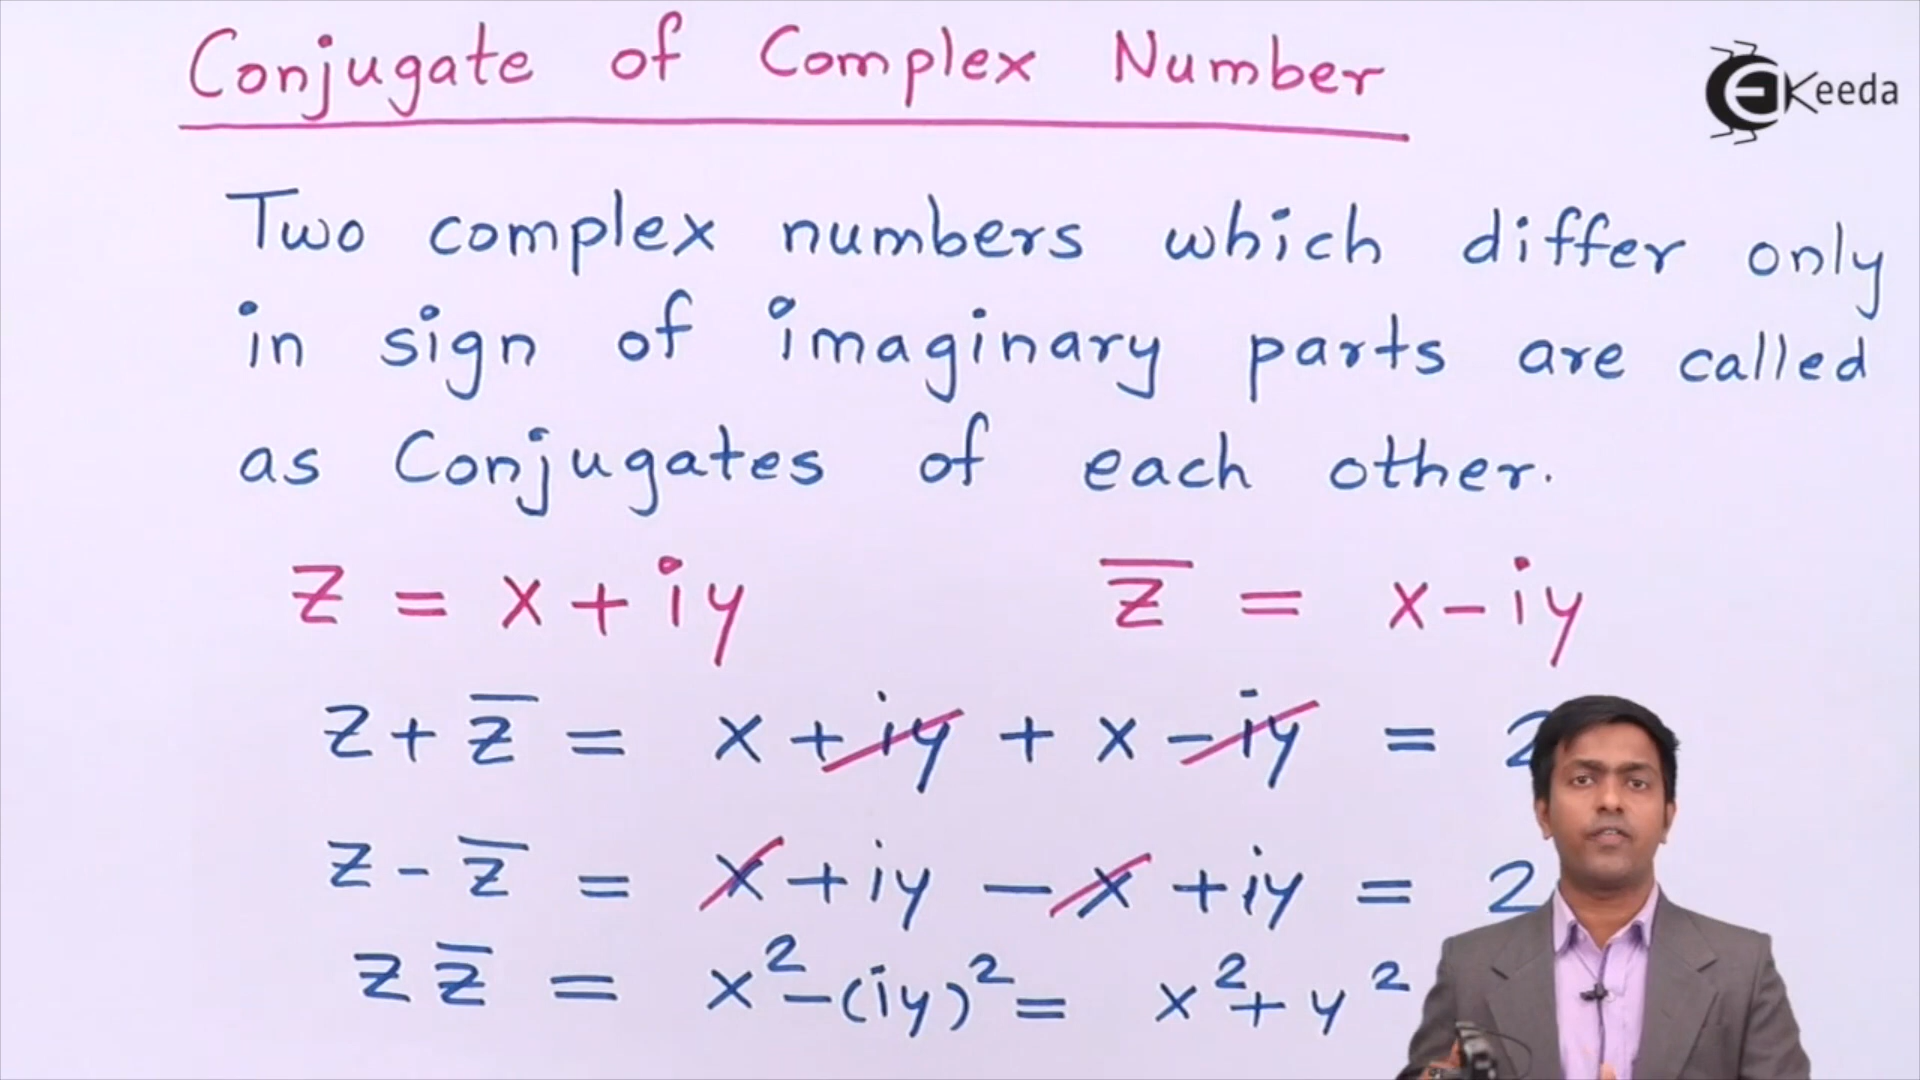 Conjugate of Complex Number
Ekeeda
Two complex numbers which differ only
in sign of imaginary parts are called
as Conjugates of each other.
z = x + iy z̅ = x - iy
z + z̅ = x + iy + x - iy = 2
z - z̅ = x + iy - x + iy = 2
z z̅ = x² - (iy)² = x² + y²